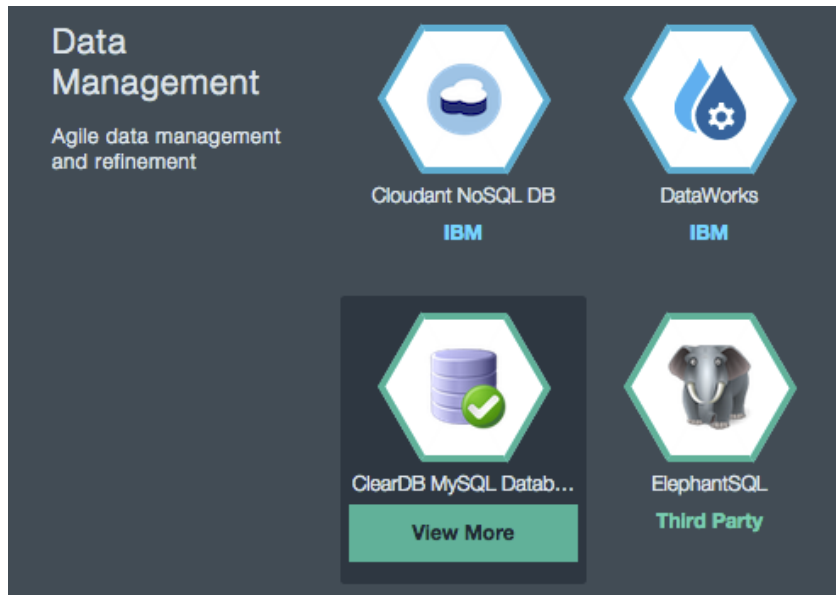 Data
Management
Agile data management
and refinement
Cloudant NoSQL DB
IBM
DataWorks
IBM
ClearDB MySQL Datab...
View More
ElephantSQL
Third Party